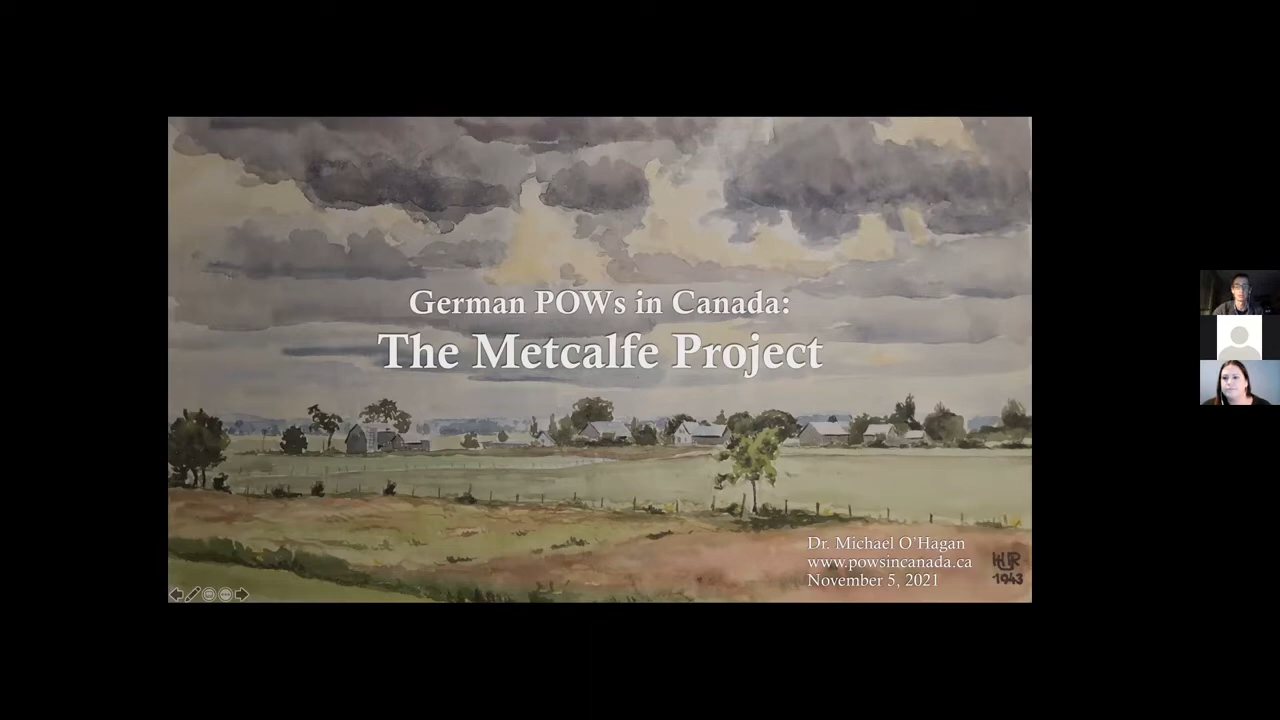 German POWs in Canada:
The Metcalfe Project
Dr. Michael O'Hagan
www.powsincanada.ca
November 5, 2021
1943